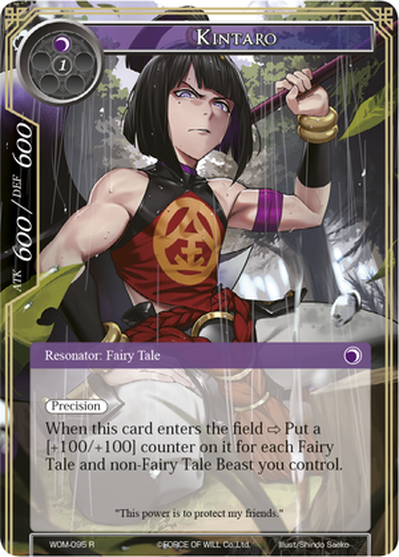 Kintaro
1
ATK 600 / DEF 600
金
Resonator: Fairy Tale
Precision
When this card enters the field ⇨ Put a
[+100/+100] counter on it for each Fairy
Tale and non-Fairy Tale Beast you control.
"This power is to protect my friends."
WOM-095 R ©FORCE OF WILL Co.,Ltd. Illust/Shindo Saeko